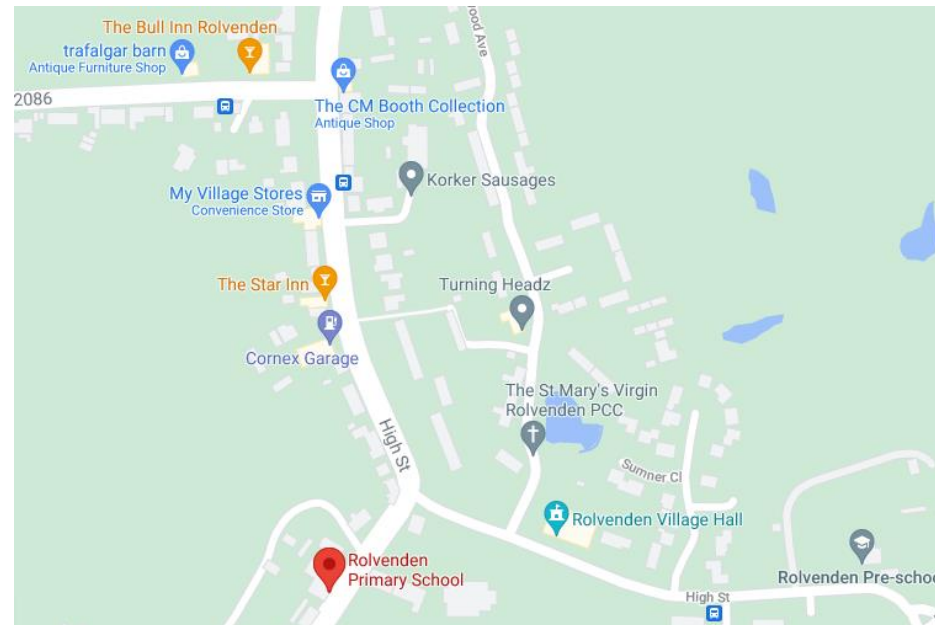 The Bull Inn Rolvenden
trafalgar barn
Antique Furniture Shop
2086
The CM Booth Collection
Antique Shop
Korker Sausages
My Village Stores
Convenience Store
The Star Inn
Turning Headz
Cornex Garage
The St Mary's Virgin
Rolvenden PCC
High St
Sumner Cl
Rolvenden Village Hall
Rolvenden
Primary School
Rolvenden Pre-schoo
High St